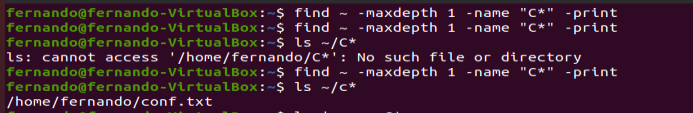 fernando@fernando-VirtualBox:~$ find ~ -maxdepth 1 -name "C*" -print
fernando@fernando-VirtualBox:~$ find ~ -maxdepth 1 -name "C*" -print
fernando@fernando-VirtualBox:~$ ls ~/C*
ls: cannot access '/home/fernando/C*': No such file or directory
fernando@fernando-VirtualBox:~$ find ~ -maxdepth 1 -name "C*" -print
fernando@fernando-VirtualBox:~$ ls ~/c*
/home/fernando/conf.txt